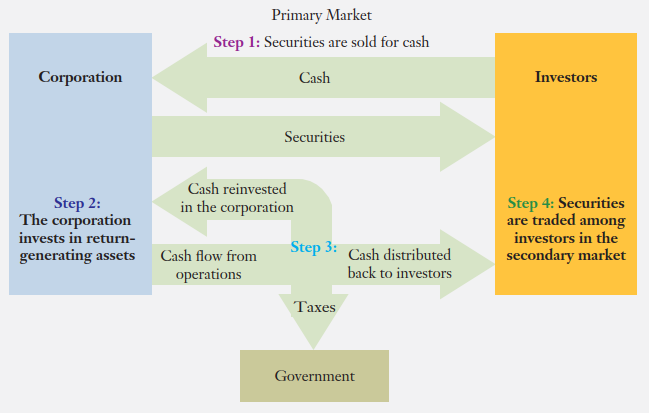 Primary Market
Step 1: Securities are sold for cash
Corporation
Cash
Investors
Securities
Cash reinvested
in the corporation
Step 2:
The corporation
invests in return-
generating assets
Cash flow from
operations
Step 3:
Cash distributed
back to investors
Step 4: Securities
are traded among
investors in the
secondary market
Taxes
Government